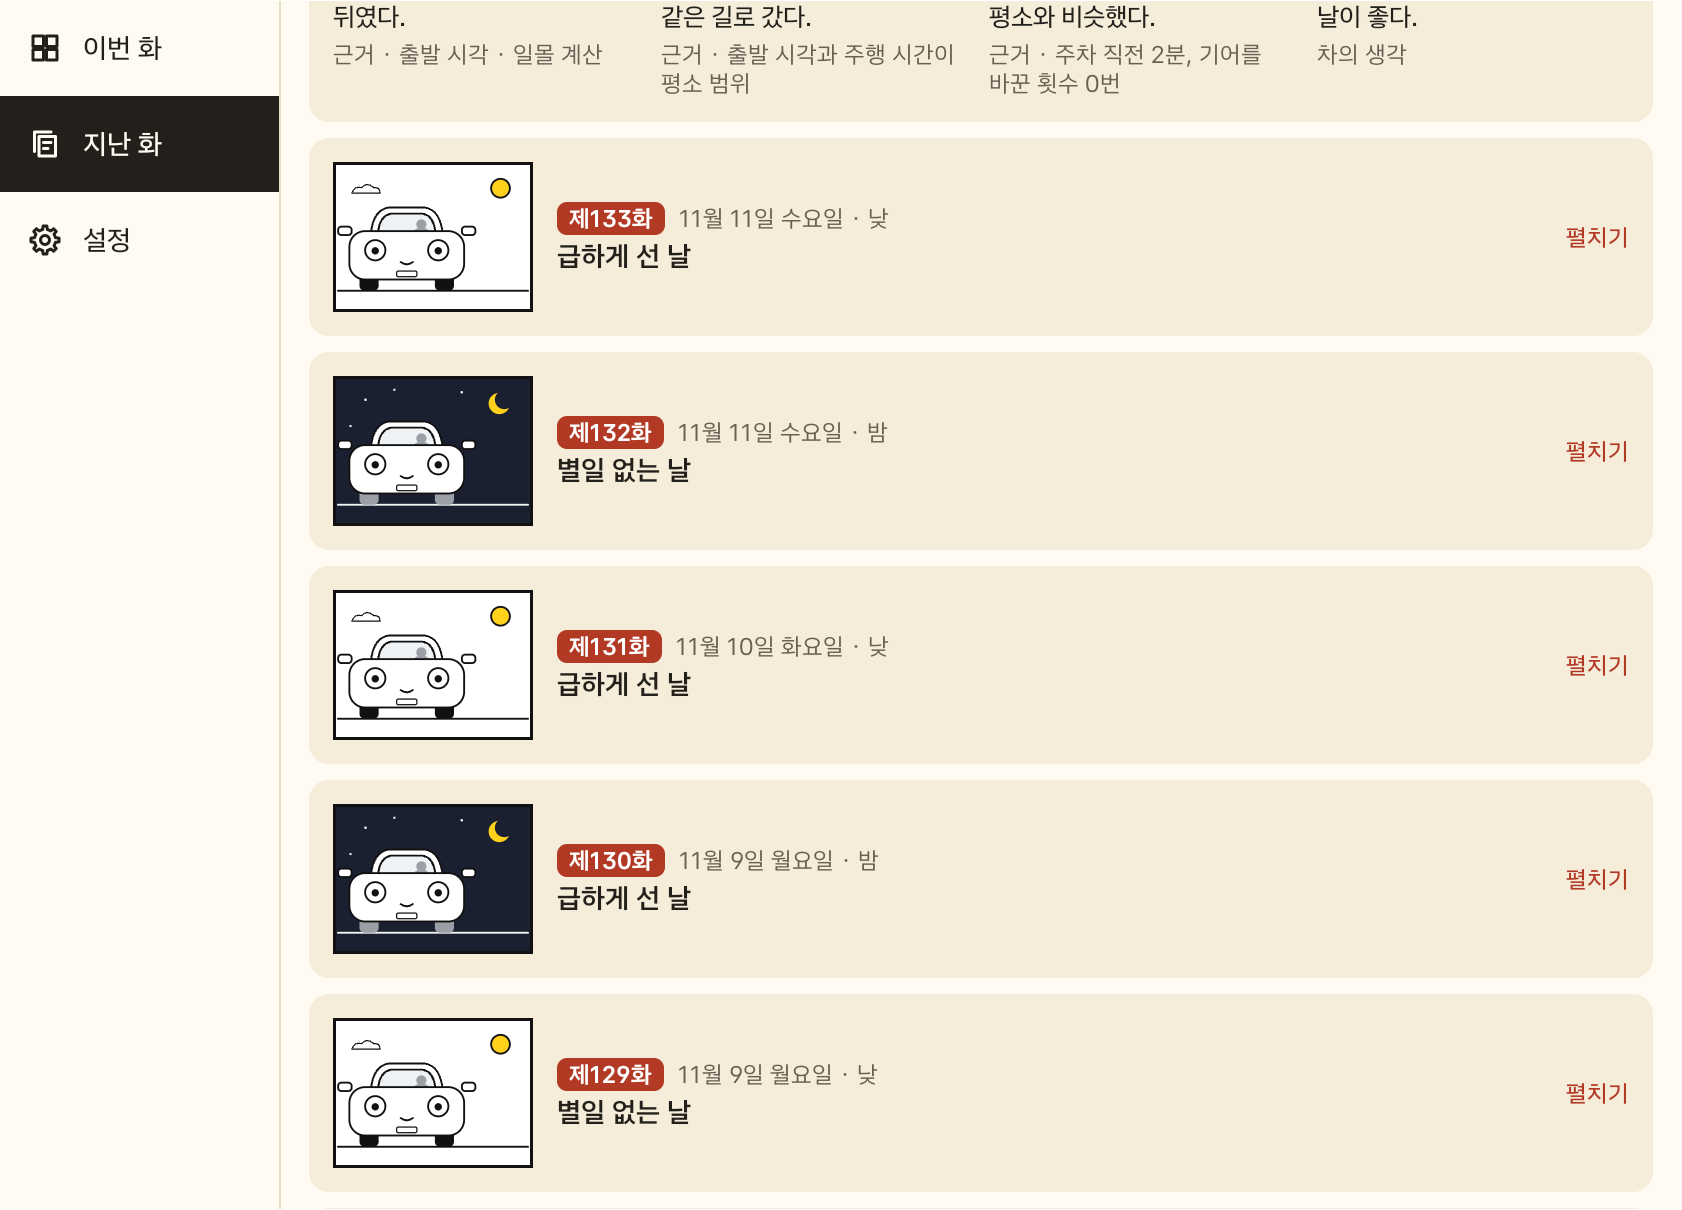 이번 화
지난 화
설정
뒤였다.
근거 · 출발 시각 · 일몰 계산
같은 길로 갔다.
근거 · 출발 시각과 주행 시간이
평소 범위
평소와 비슷했다.
근거 · 주차 직전 2분, 기어를
바꾼 횟수 0번
날이 좋다.
차의 생각
제133화 11월 11일 수요일 · 낮
급하게 선 날
펼치기
제132화 11월 11일 수요일 · 밤
별일 없는 날
펼치기
제131화 11월 10일 화요일 · 낮
급하게 선 날
펼치기
제130화 11월 9일 월요일 · 밤
급하게 선 날
펼치기
제129화 11월 9일 월요일 · 낮
별일 없는 날
펼치기